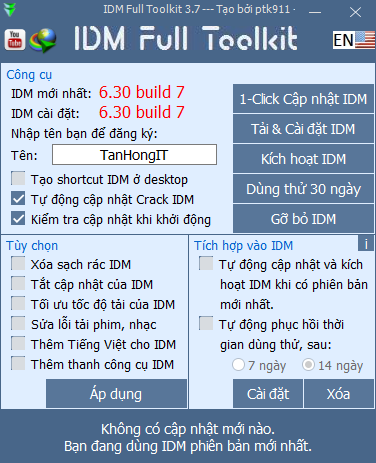 IDM Full Toolkit 3.7 --- Tạo bởi ptk911 -
You Tube
IDM Full Toolkit
EN
Công cụ
IDM mới nhất: 6.30 build 7
IDM cài đặt: 6.30 build 7
Nhập tên bạn để đăng ký:
Tên: TanHongIT
Tạo shortcut IDM ở desktop
Tự động cập nhật Crack IDM
Kiểm tra cập nhật khi khởi động
1-Click Cập nhật IDM
Tải & Cài đặt IDM
Kích hoạt IDM
Dùng thử 30 ngày
Gỡ bỏ IDM
Tùy chọn
Xóa sạch rác IDM
Tắt cập nhật của IDM
Tối ưu tốc độ tải của IDM
Sửa lỗi tải phim, nhạc
Thêm Tiếng Việt cho IDM
Thêm thanh công cụ IDM
Áp dụng
Tích hợp vào IDM
i
Tự động cập nhật và kích
hoạt IDM khi có phiên bản
mới nhất.
Tự động phục hồi thời
gian dùng thử, sau:
7 ngày 14 ngày
Cài đặt Xóa
Không có cập nhật mới nào.
Bạn đang dùng IDM phiên bản mới nhất.